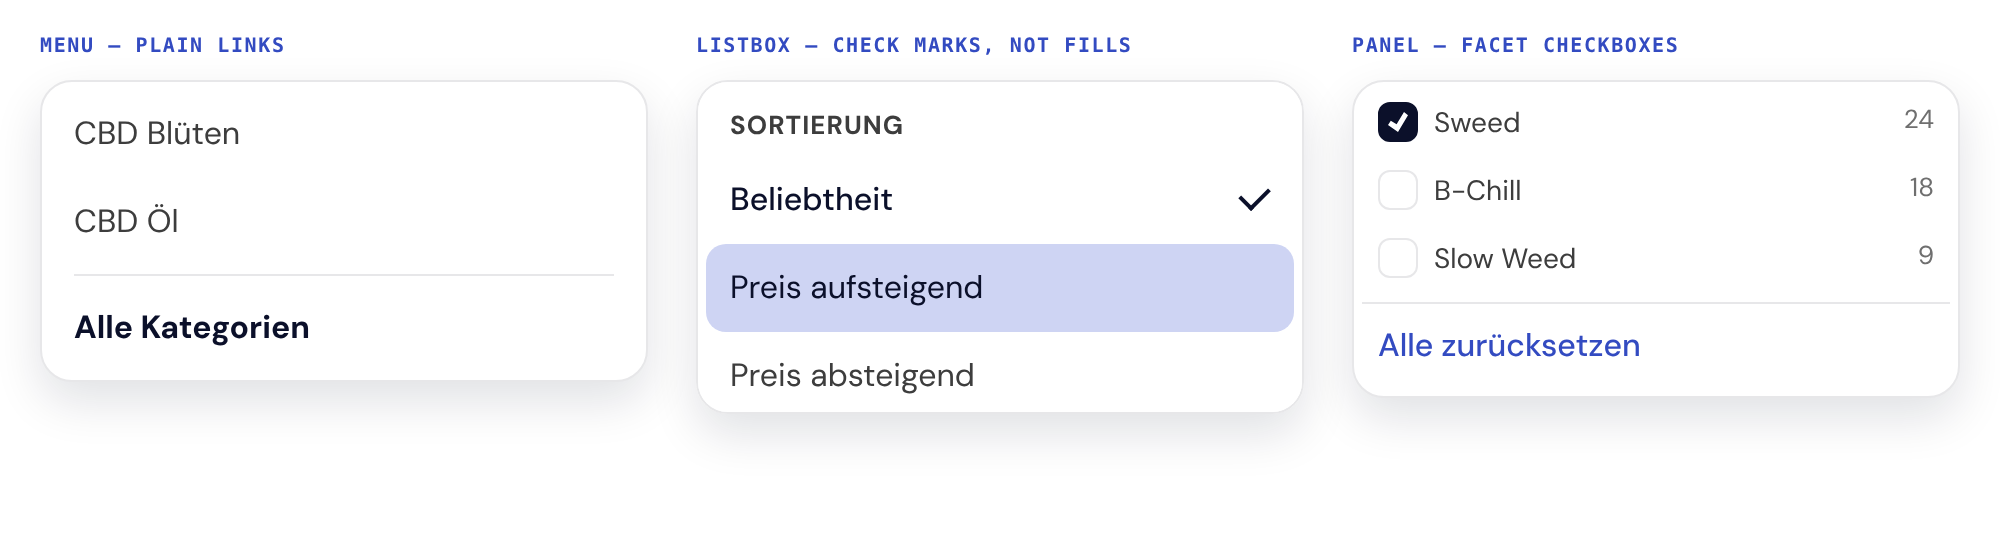 MENU – PLAIN LINKS
CBD Blüten
CBD Öl
Alle Kategorien
LISTBOX – CHECK MARKS, NOT FILLS
SORTIERUNG
Beliebtheit
Preis aufsteigend
Preis absteigend
PANEL – FACET CHECKBOXES
Sweed 24
B-Chill 18
Slow Weed 9
Alle zurücksetzen